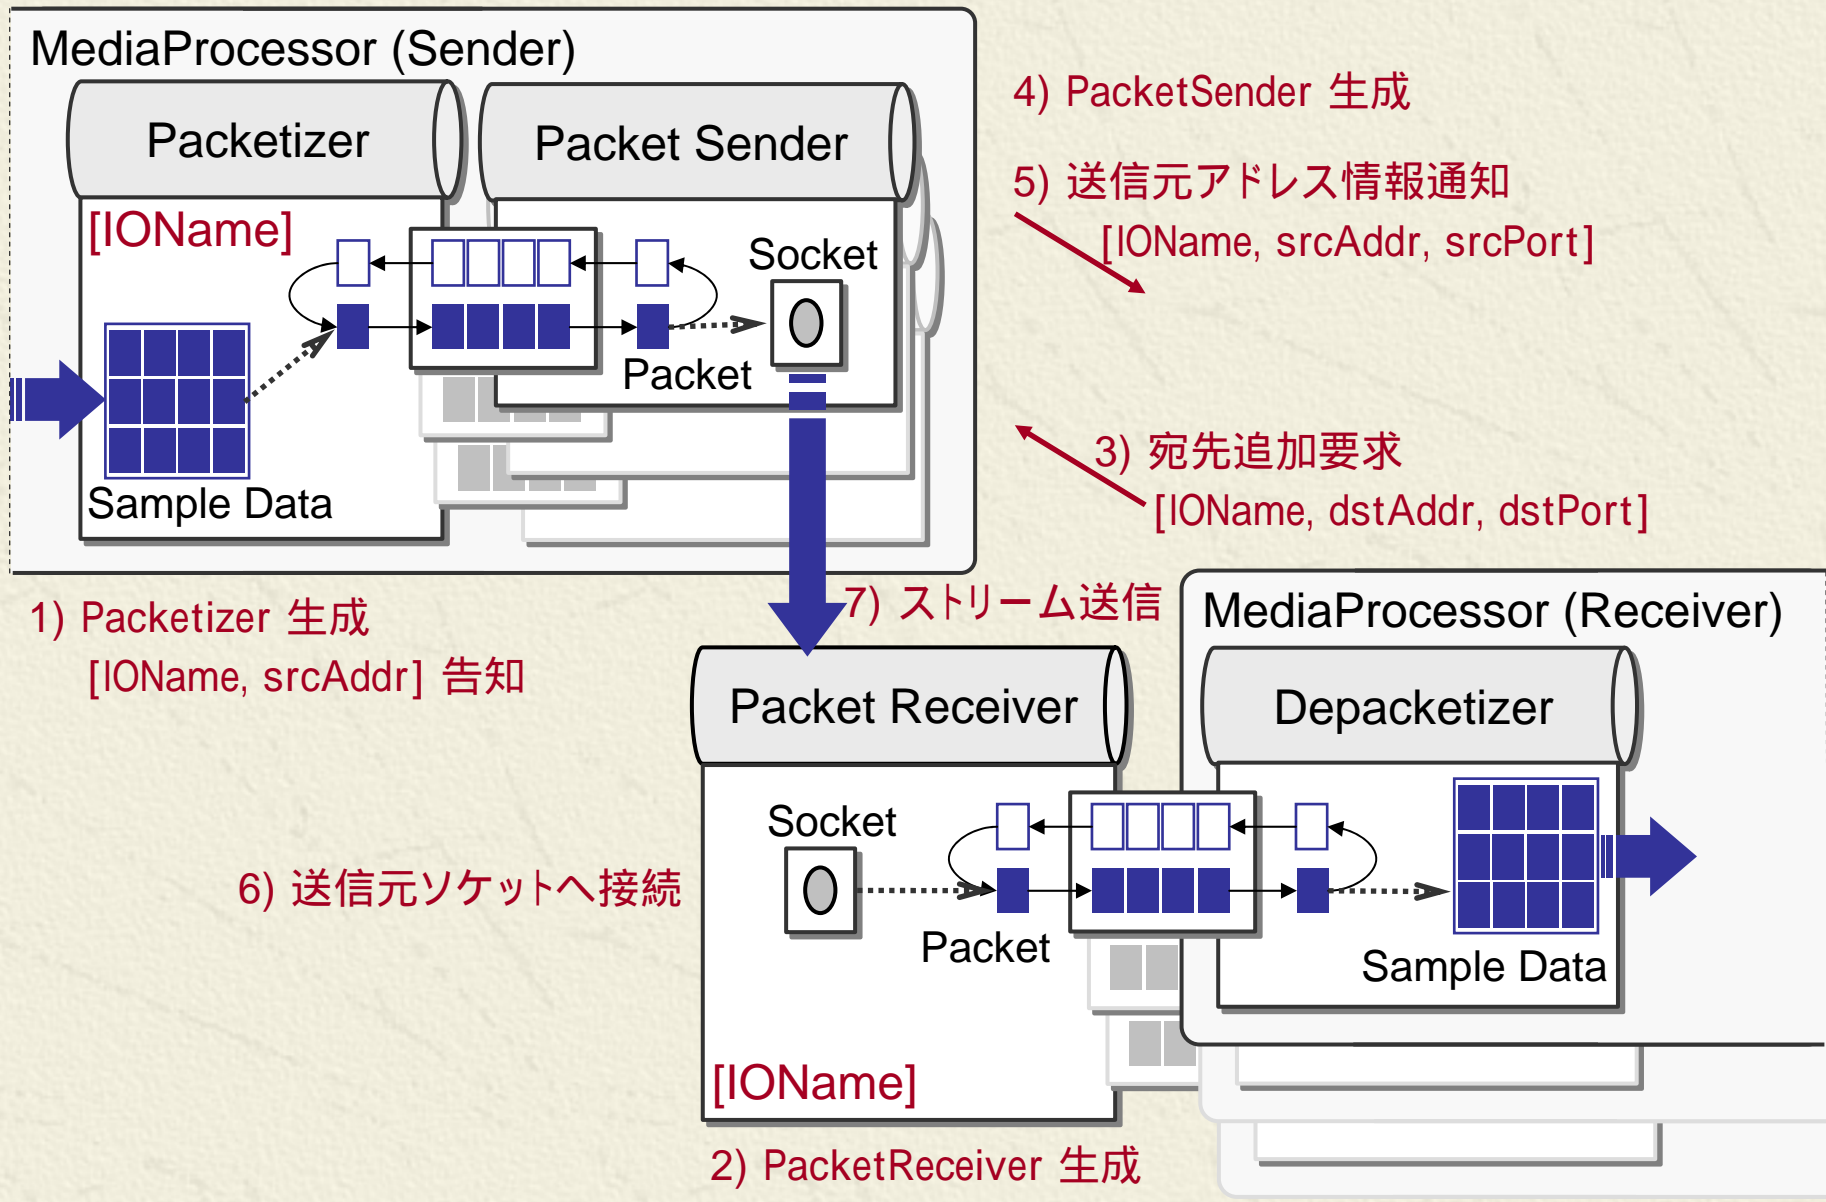 MediaProcessor (Sender)
Packetizer
Packet Sender
[IOName]
Socket
Packet
Sample Data
4) PacketSender 生成
5) 送信元アドレス情報通知
[IOName, srcAddr, srcPort]
3) 宛先追加要求
[IOName, dstAddr, dstPort]
1) Packetizer 生成
[IOName, srcAddr] 告知
7) ストリーム送信
MediaProcessor (Receiver)
Packet Receiver
Depacketizer
Socket
6) 送信元ソケットへ接続
Packet
Sample Data
[IOName]
2) PacketReceiver 生成